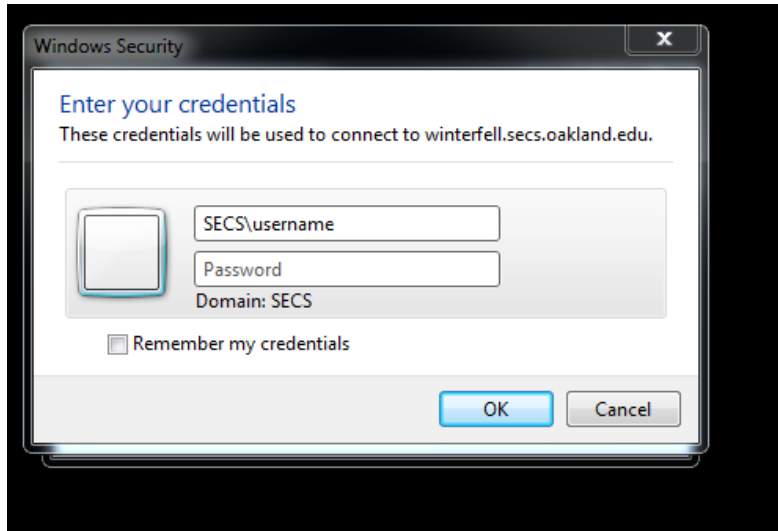 Windows Security
x
Enter your credentials
These credentials will be used to connect to winterfell.secs.oakland.edu.
SECS\username
Password
Domain: SECS
Remember my credentials
OK
Cancel